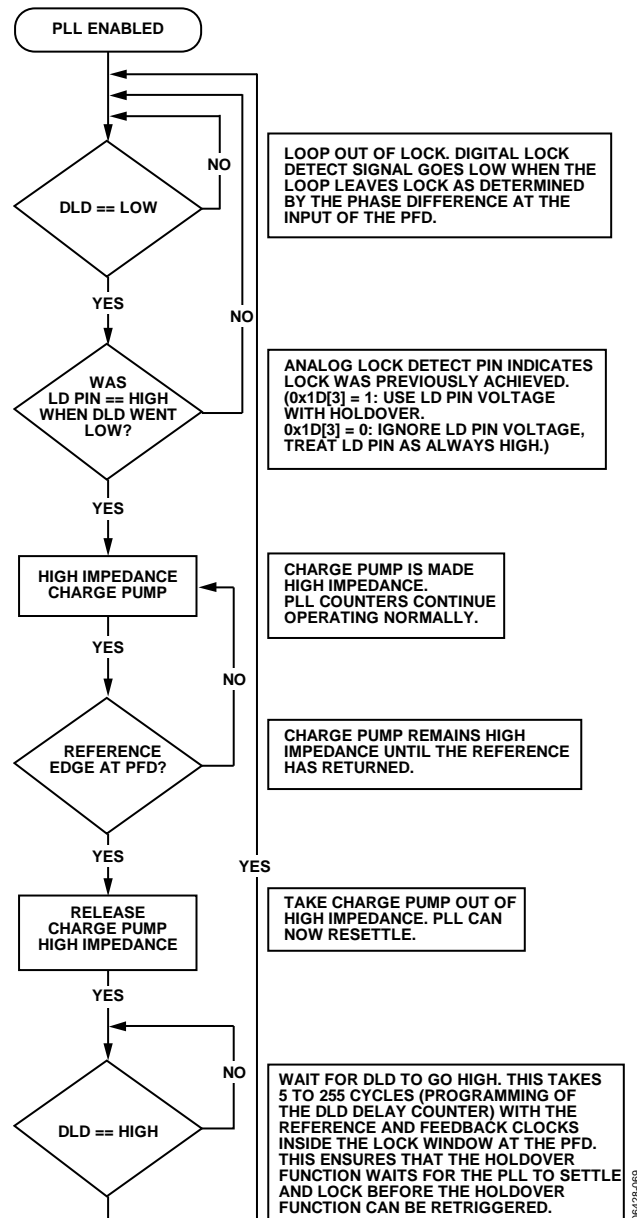 PLL ENABLED
NO
DLD == LOW
LOOP OUT OF LOCK. DIGITAL LOCK
DETECT SIGNAL GOES LOW WHEN THE
LOOP LEAVES LOCK AS DETERMINED
BY THE PHASE DIFFERENCE AT THE
INPUT OF THE PFD.
YES
NO
WAS
LD PIN == HIGH
WHEN DLD WENT
LOW?
ANALOG LOCK DETECT PIN INDICATES
LOCK WAS PREVIOUSLY ACHIEVED.
(0x1D[3] = 1: USE LD PIN VOLTAGE
WITH HOLDOVER.
0x1D[3] = 0: IGNORE LD PIN VOLTAGE,
TREAT LD PIN AS ALWAYS HIGH.)
YES
HIGH IMPEDANCE
CHARGE PUMP
CHARGE PUMP IS MADE
HIGH IMPEDANCE.
PLL COUNTERS CONTINUE
OPERATING NORMALLY.
YES
NO
REFERENCE
EDGE AT PFD?
CHARGE PUMP REMAINS HIGH
IMPEDANCE UNTIL THE REFERENCE
HAS RETURNED.
YES
YES
RELEASE
CHARGE PUMP
HIGH IMPEDANCE
TAKE CHARGE PUMP OUT OF
HIGH IMPEDANCE. PLL CAN
NOW RESETTLE.
YES
NO
DLD == HIGH
WAIT FOR DLD TO GO HIGH. THIS TAKES
5 TO 255 CYCLES (PROGRAMMING OF
THE DLD DELAY COUNTER) WITH THE
REFERENCE AND FEEDBACK CLOCKS
INSIDE THE LOCK WINDOW AT THE PFD.
THIS ENSURES THAT THE HOLDOVER
FUNCTION WAITS FOR THE PLL TO SETTLE
AND LOCK BEFORE THE HOLDOVER
FUNCTION CAN BE RETRIGGERED.
06428-069